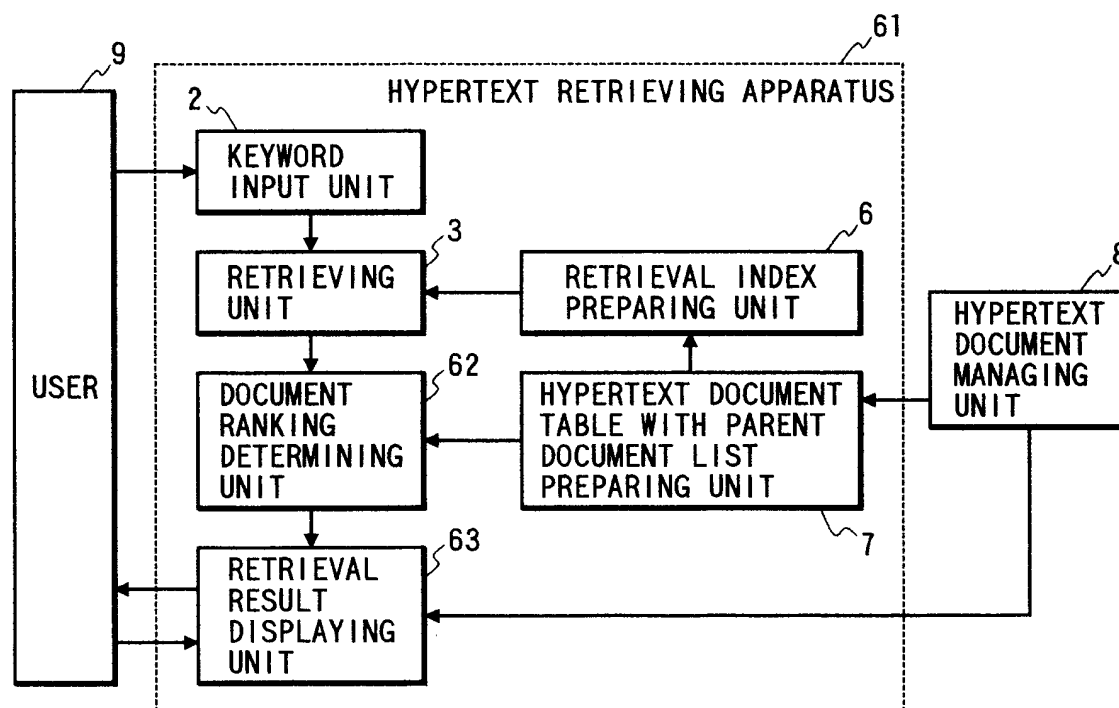 61
9
HYPERTEXT RETRIEVING APPARATUS
2
KEYWORD
INPUT UNIT
3
RETRIEVING
UNIT
6
RETRIEVAL INDEX
PREPARING UNIT
8
HYPERTEXT
DOCUMENT
MANAGING
UNIT
USER
62
DOCUMENT
RANKING
DETERMINING
UNIT
HYPERTEXT DOCUMENT
TABLE WITH PARENT
DOCUMENT LIST
PREPARING UNIT
7
63
RETRIEVAL
RESULT
DISPLAYING
UNIT